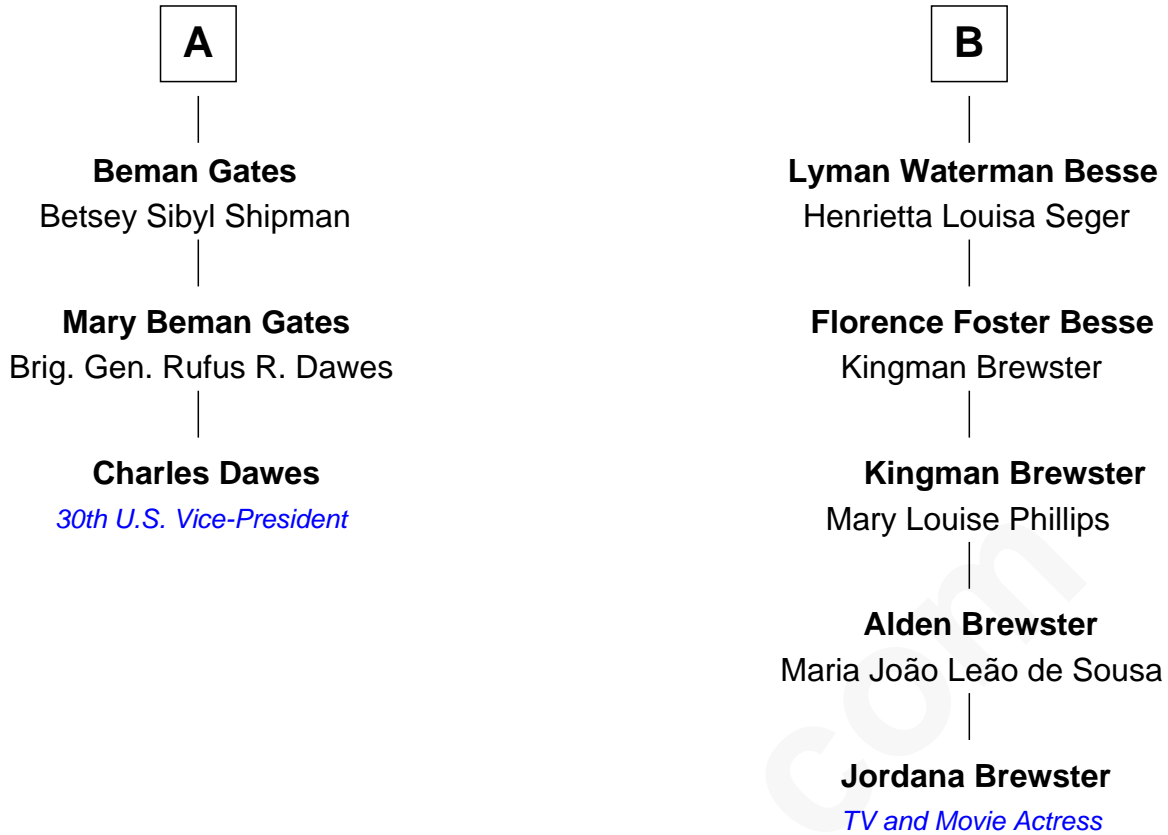 A
Beman Gates
Betsey Sibyl Shipman
Mary Beman Gates
Brig. Gen. Rufus R. Dawes
Charles Dawes
30th U.S. Vice-President
B
Lyman Waterman Besse
Henrietta Louisa Seger
Florence Foster Besse
Kingman Brewster
Kingman Brewster
Mary Louise Phillips
Alden Brewster
Maria João Leão de Sousa
Jordana Brewster
TV and Movie Actress
com